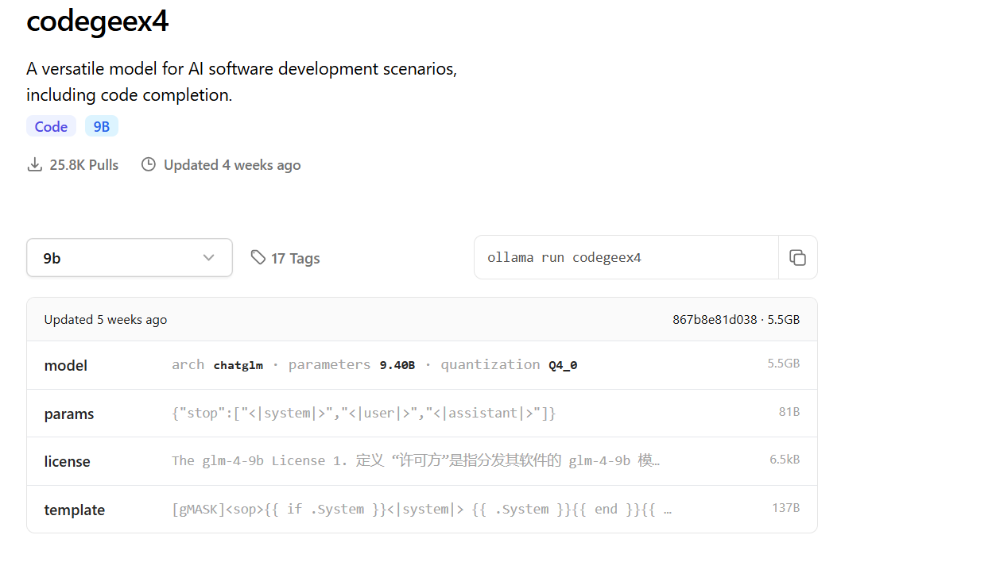 codegeex4
A versatile model for AI software development scenarios,
including code completion.
Code 9B
25.8K Pulls Updated 4 weeks ago
9b 17 Tags ollama run codegeex4
Updated 5 weeks ago 867b8e81d038 · 5.5GB
model arch chatglm · parameters 9.40B · quantization Q4_0 5.5GB
params {"stop":["<|system|>","<|user|>","<|assistant|>"]} 81B
license The glm-4-9b License 1. 定义 “许可方”是指分发其软件的 glm-4-9b 模… 6.5kB
template [gMASK]<sop>{{ if .System }}<|system|> {{ .System }}{{ end }}{{ … 137B